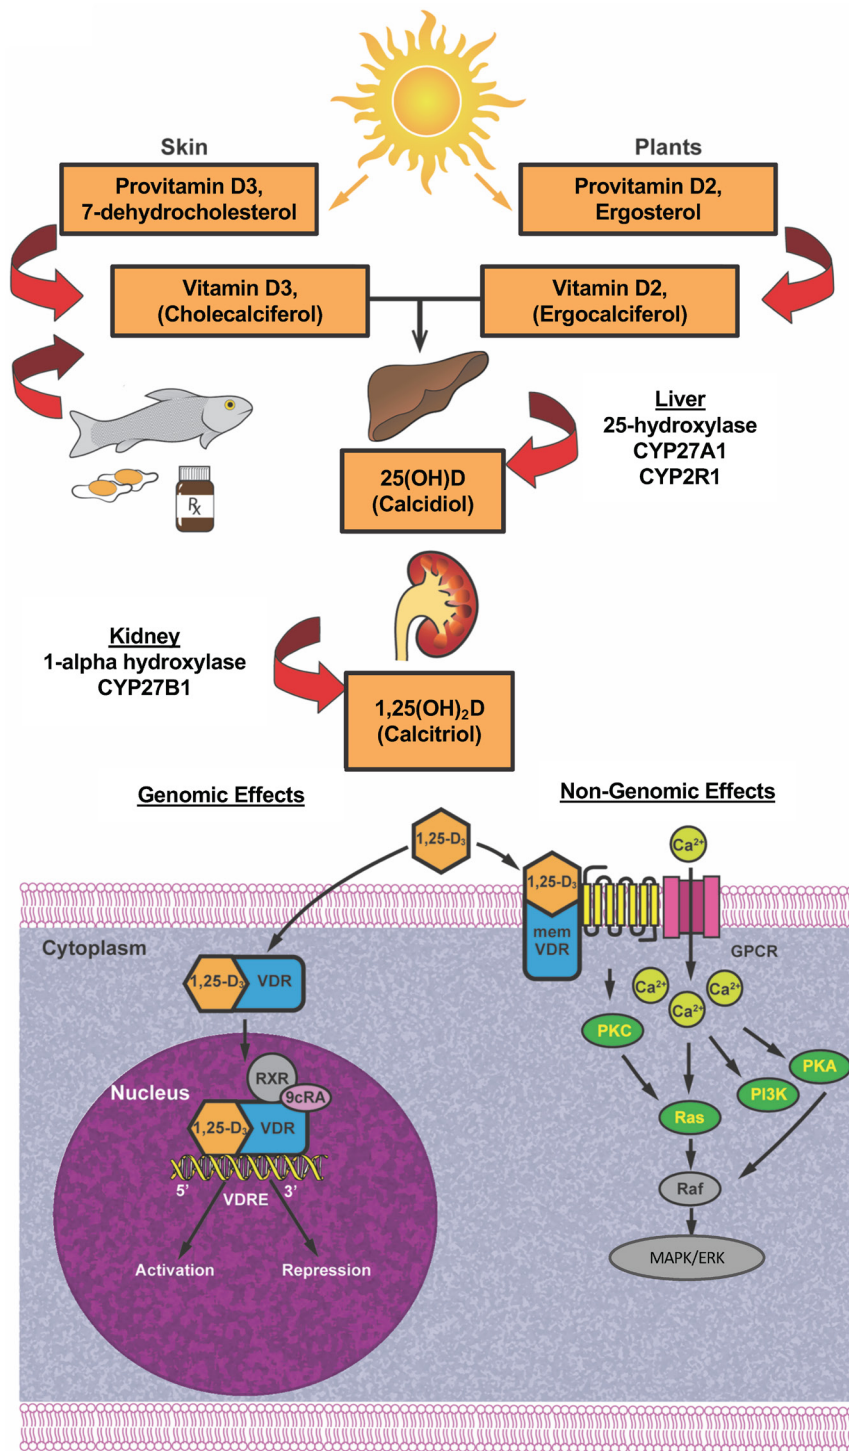 Skin
Plants
Provitamin D3,
7-dehydrocholesterol
Provitamin D2,
Ergosterol
Vitamin D3,
(Cholecalciferol)
Vitamin D2,
(Ergocalciferol)
Liver
25-hydroxylase
CYP27A1
CYP2R1
25(OH)D
(Calcidiol)
Rx
Kidney
1-alpha hydroxylase
CYP27B1
1,25(OH)₂D
(Calcitriol)
Genomic Effects
Non-Genomic Effects
1,25-D₃
Ca²⁺
1,25-D₃
mem
VDR
Cytoplasm
GPCR
1,25-D₃
VDR
Ca²⁺
Ca²⁺
Ca²⁺
PKC
PKA
PI3K
Ras
Raf
MAPK/ERK
Nucleus
RXR
9cRA
1,25-D₃
VDR
5’
3’
VDRE
Activation
Repression